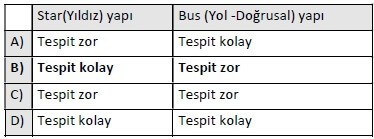 Star(Yıldız) yapı Bus (Yol -Doğrusal) yapı
A) Tespit zor Tespit kolay
B) Tespit kolay Tespit zor
C) Tespit zor Tespit zor
D) Tespit kolay Tespit kolay